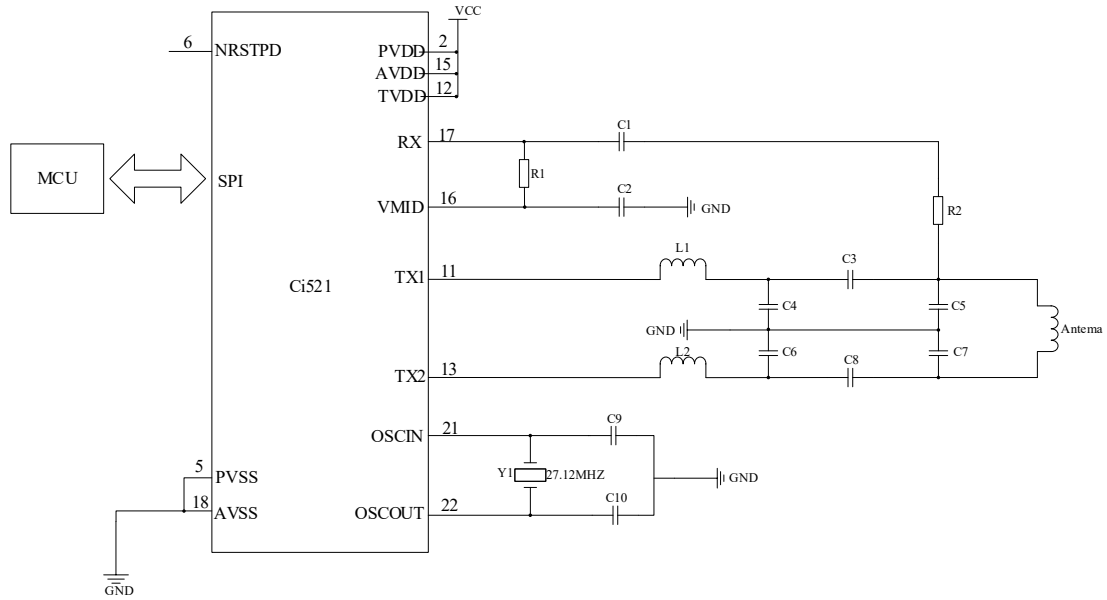 VCC
6 NRSTPD
PVDD 2
AVDD 15
TVDD 12
RX 17
C1
MCU
SPI
R1
VMID 16
C2
GND
R2
L1
TX1 11
C3
Ci521
C4
C5
GND
Antema
L2
C6
C7
C8
TX2 13
OSCIN 21
C9
Y1 27.12MHZ
GND
5 PVSS
18 AVSS
C10
OSCOUT 22
GND